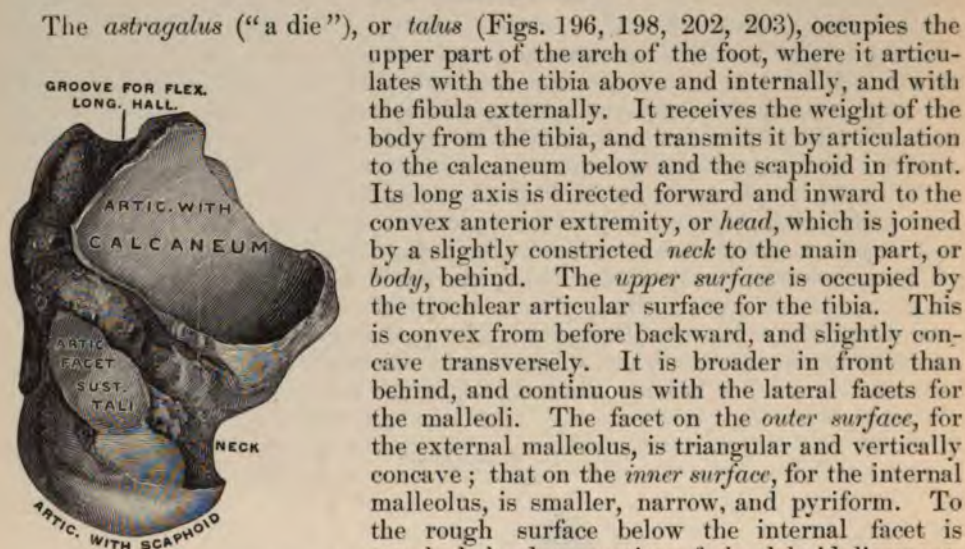 The astragalus (“a die”), or talus (Figs. 196, 198, 202, 203), occupies the
upper part of the arch of the foot, where it articu-
lates with the tibia above and internally, and with
the fibula externally. It receives the weight of the
body from the tibia, and transmits it by articulation
to the calcaneum below and the scaphoid in front.
Its long axis is directed forward and inward to the
convex anterior extremity, or head, which is joined
by a slightly constricted neck to the main part, or
body, behind. The upper surface is occupied by
the trochlear articular surface for the tibia. This
is convex from before backward, and slightly con-
cave transversely. It is broader in front than
behind, and continuous with the lateral facets for
the malleoli. The facet on the outer surface, for
the external malleolus, is triangular and vertically
concave ; that on the inner surface, for the internal
malleolus, is smaller, narrow, and pyriform. To
the rough surface below the internal facet is
GROOVE FOR FLEX.
LONG. HALL.
ARTIC. WITH
CALCANEUM
ARTIC.
FACET
SUST.
TALI
NECK
ARTIC. WITH SCAPHOID